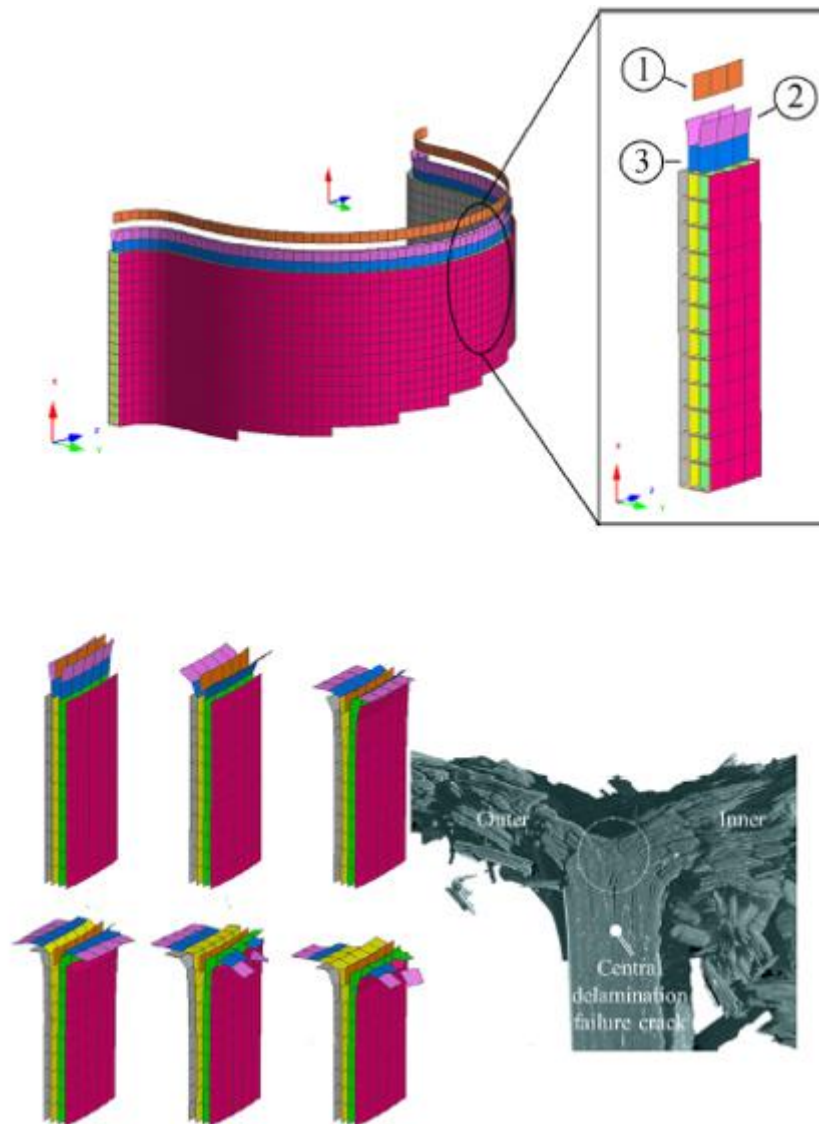 1
2
3
X
Z
Y
X
Z
Y
Outer
Inner
Central
delamination
failure crack